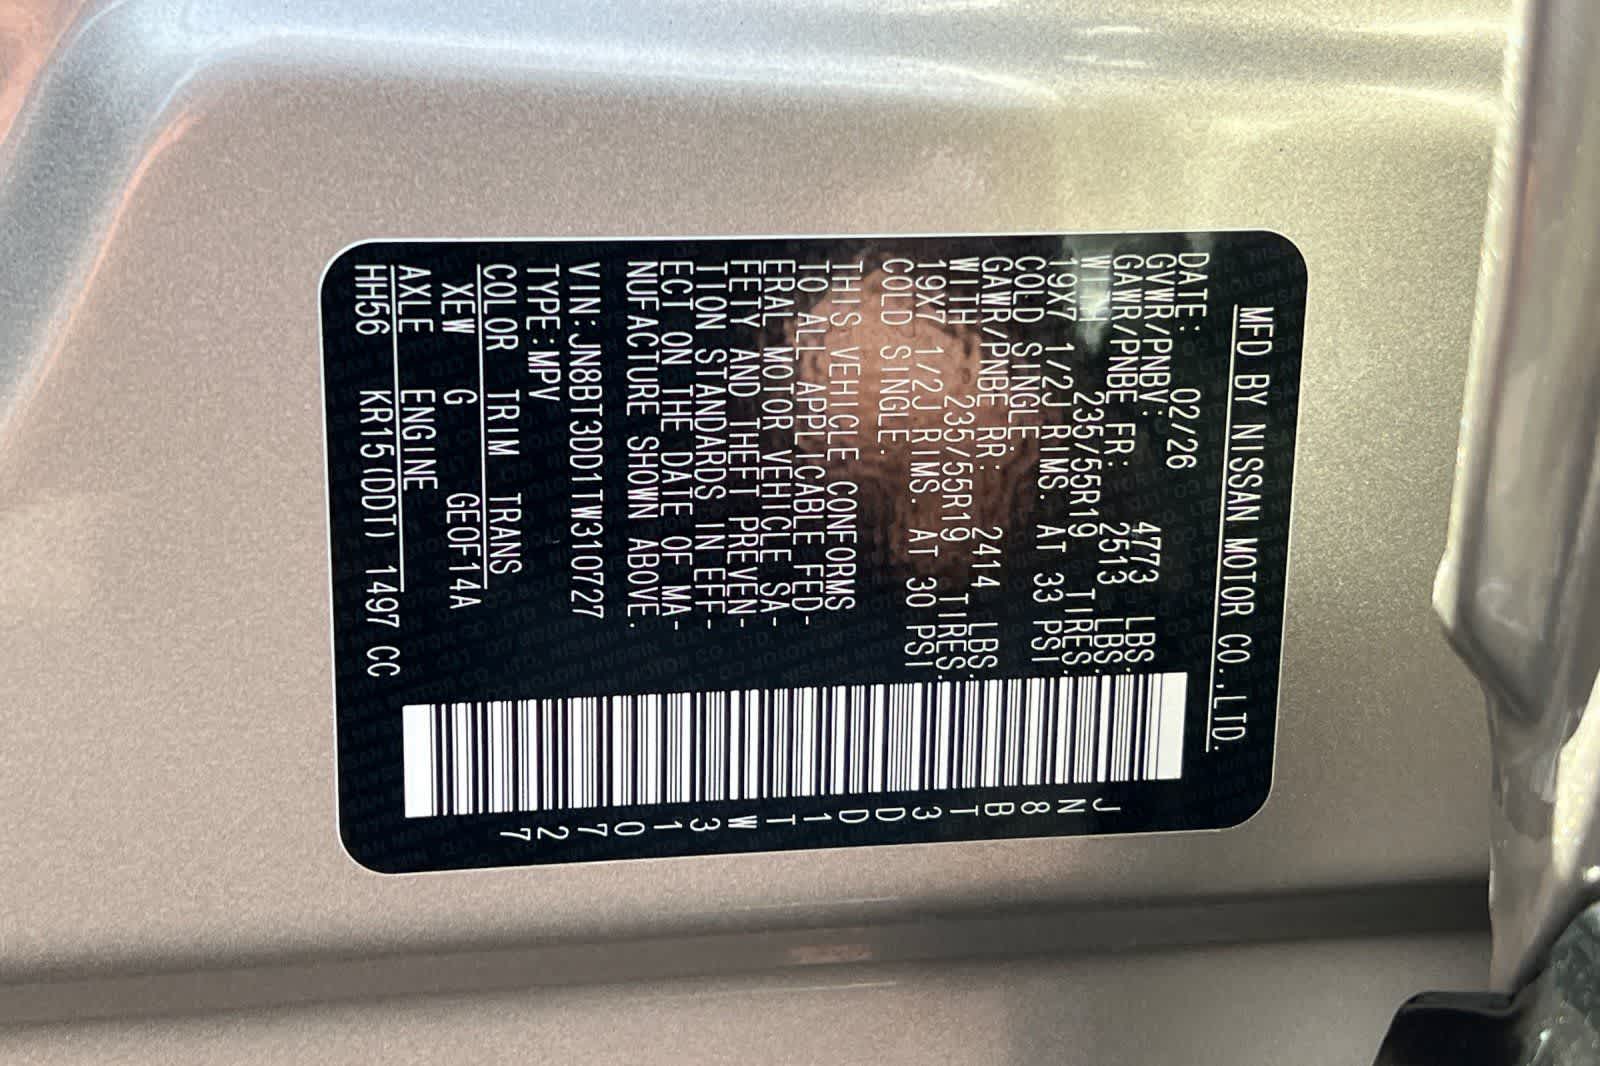 MFD BY NISSAN MOTOR CO.,LTD.
DATE: 02/26
GVWR/PNBV: 4773 LBS.
GAWR/PNBE FR: 2513 LBS.
WITH 235/55R19 TIRES.
19X7 1/2J RIMS. AT 33 PSI
COLD SINGLE.
GAWR/PNBE RR: 2414 LBS.
WITH 235/55R19 TIRES.
19X7 1/2J RIMS. AT 30 PSI
COLD SINGLE.
THIS VEHICLE CONFORMS
TO ALL APPLICABLE FED-
ERAL MOTOR VEHICLE SA-
FETY AND THEFT PREVEN-
TION STANDARDS IN EFF-
ECT ON THE DATE OF MA-
NUFACTURE SHOWN ABOVE.
VIN:JN8BT3DD1TW310727
TYPE:MPV
COLOR TRIM TRANS
XEW G GEOF14A
AXLE ENGINE
HH56 KR15(DDT) 1497 CC
JN8BT3DD1TW310727